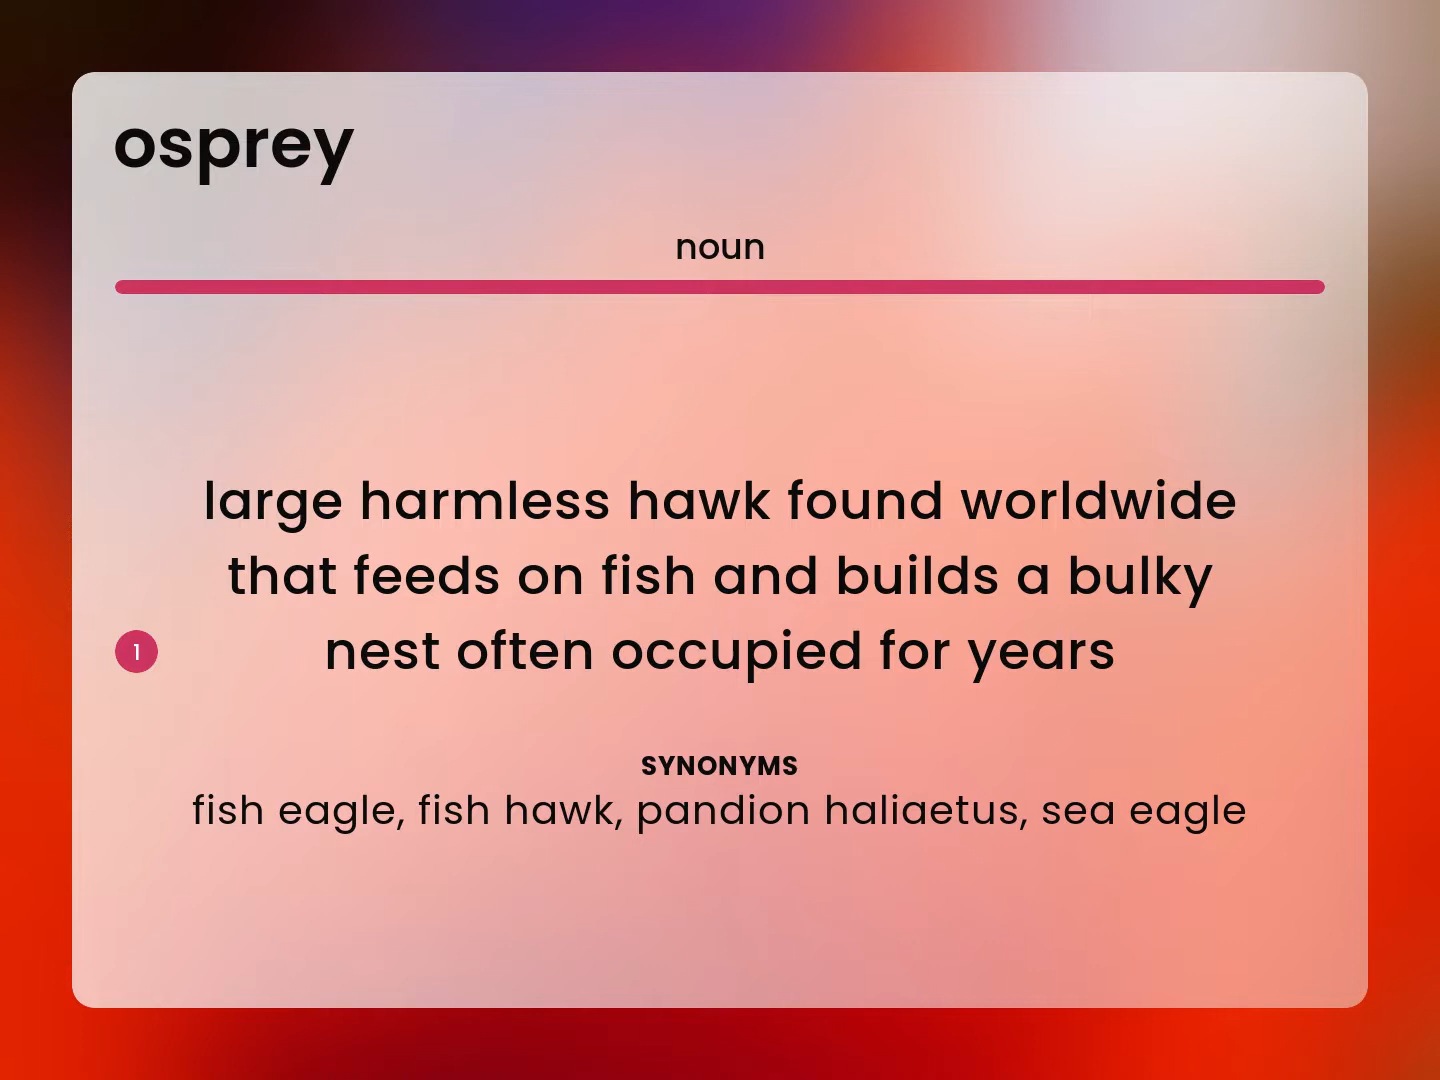 osprey
noun
large harmless hawk found worldwide
that feeds on fish and builds a bulky
1
nest often occupied for years
SYNONYMS
fish eagle, fish hawk, pandion haliaetus, sea eagle